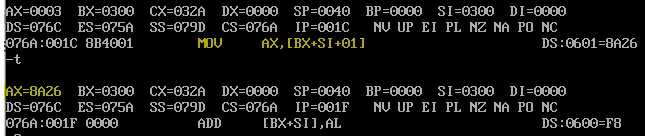 AX=0003 BX=0300 CX=032A DX=0000 SP=0040 BP=0000 SI=0300 DI=0000
DS=076C ES=075A SS=079D CS=076A IP=001C NV UP EI PL NZ NA PO NC
076A:001C 8B4001 MOV AX,[BX+SI+01] DS:0601=8A26
-t
AX=8A26 BX=0300 CX=032A DX=0000 SP=0040 BP=0000 SI=0300 DI=0000
DS=076C ES=075A SS=079D CS=076A IP=001F NV UP EI PL NZ NA PO NC
076A:001F 0000 ADD [BX+SI],AL DS:0600=F8